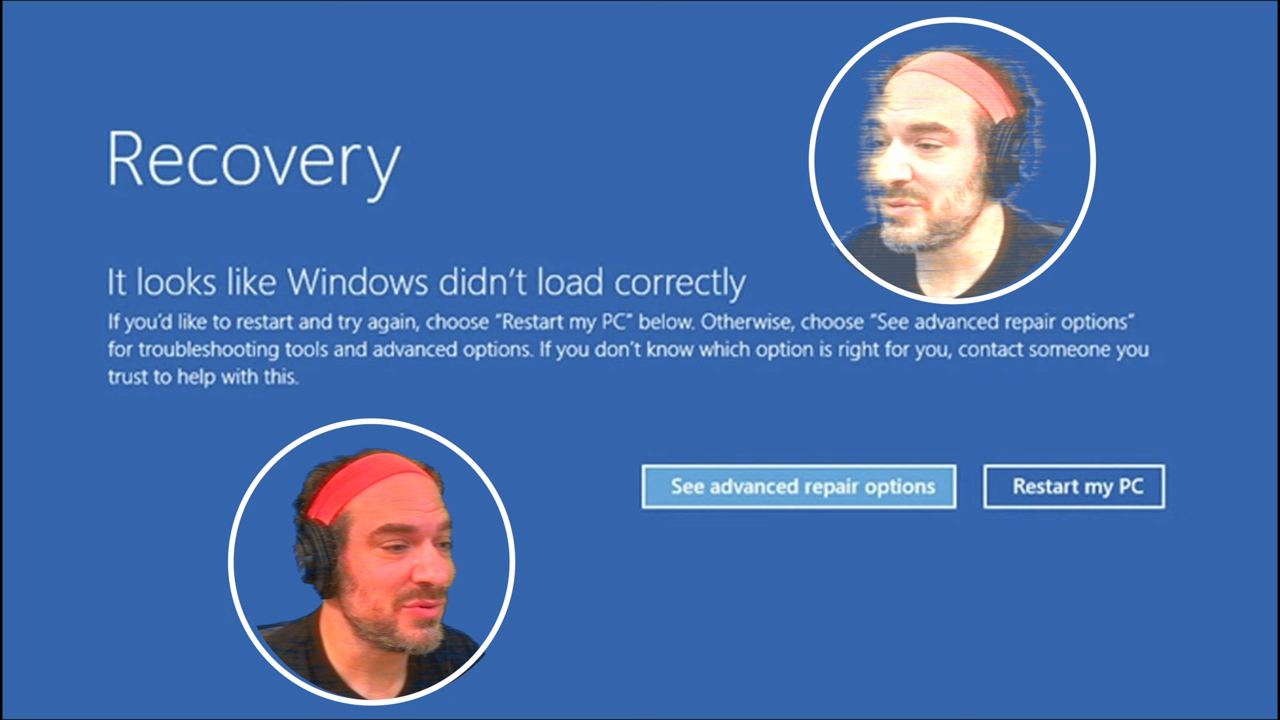 Recovery
It looks like Windows didn't load correctly
If you'd like to restart and try again, choose "Restart my PC" below. Otherwise, choose "See advanced repair options"
for troubleshooting tools and advanced options. If you don't know which option is right for you, contact someone you
trust to help with this.
See advanced repair options
Restart my PC